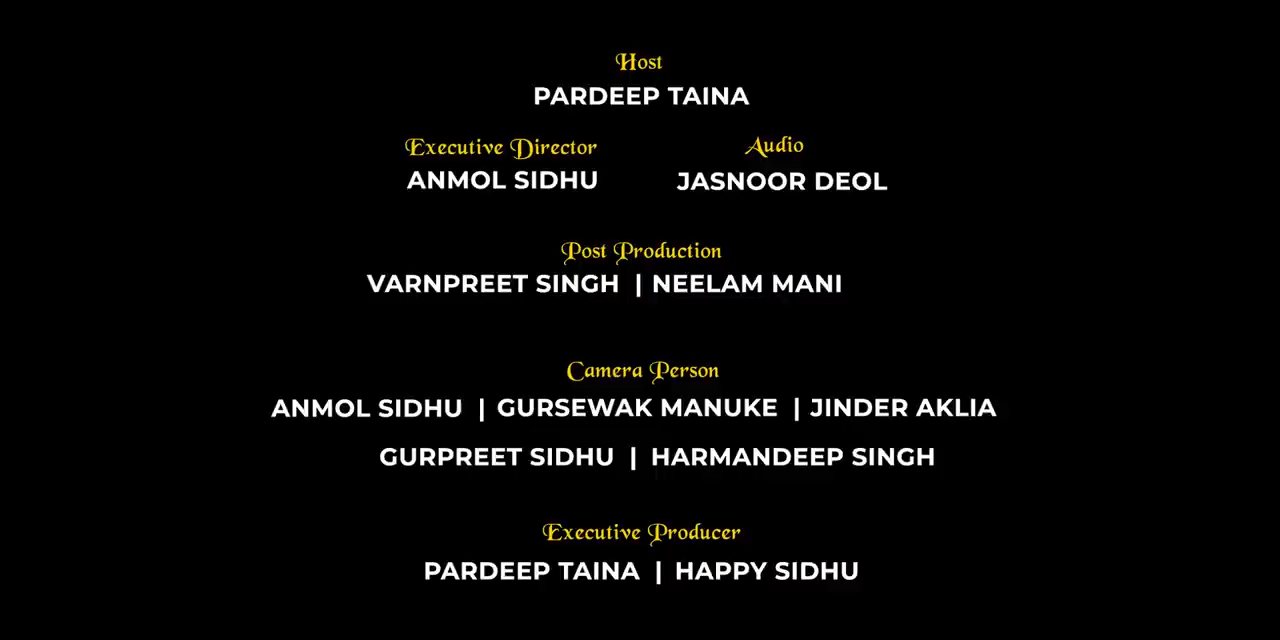 Host
PARDEEP TAINA
Executive Director
Audio
ANMOL SIDHU
JASNOOR DEOL
Post Production
VARNPREET SINGH | NEELAM MANI
Camera Person
ANMOL SIDHU | GURSEWAK MANUKE | JINDER AKLIA
GURPREET SIDHU | HARMANDEEP SINGH
Executive Producer
PARDEEP TAINA | HAPPY SIDHU